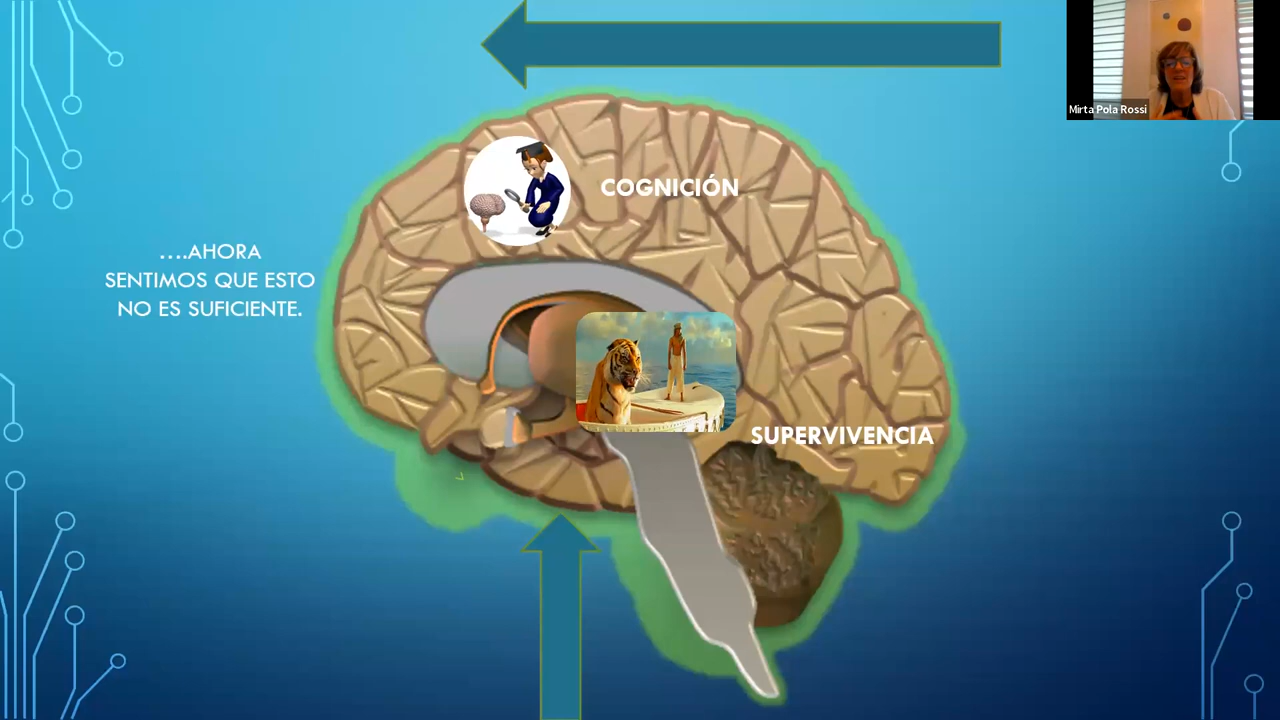 Mirta Pola Rossi
COGNICIÓN
....AHORA
SENTIMOS QUE ESTO
NO ES SUFICIENTE.
SUPERVIVENCIA